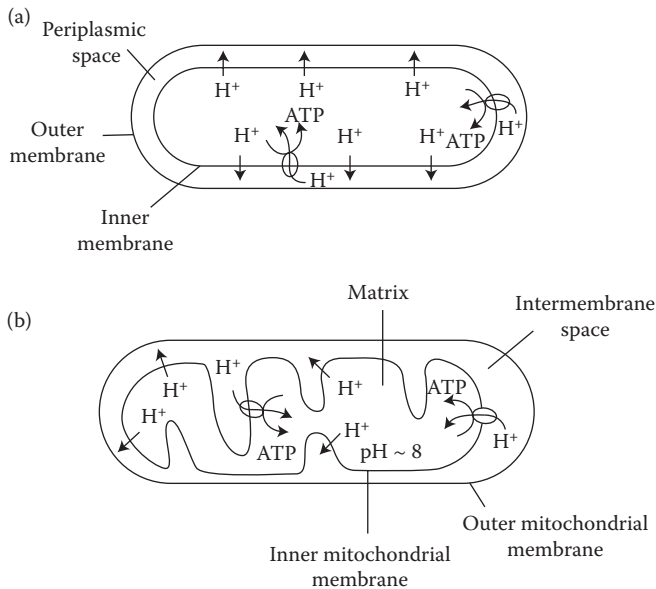 (a)
Periplasmic
space
H⁺
H⁺
H⁺
ATP
H⁺
H⁺
H⁺
ATP
H⁺
Outer
membrane
H⁺
Inner
membrane
Matrix
Intermembrane
space
(b)
H⁺
H⁺
H⁺
ATP
H⁺
H⁺
H⁺
ATP
pH ~ 8
Outer mitochondrial
membrane
Inner mitochondrial
membrane